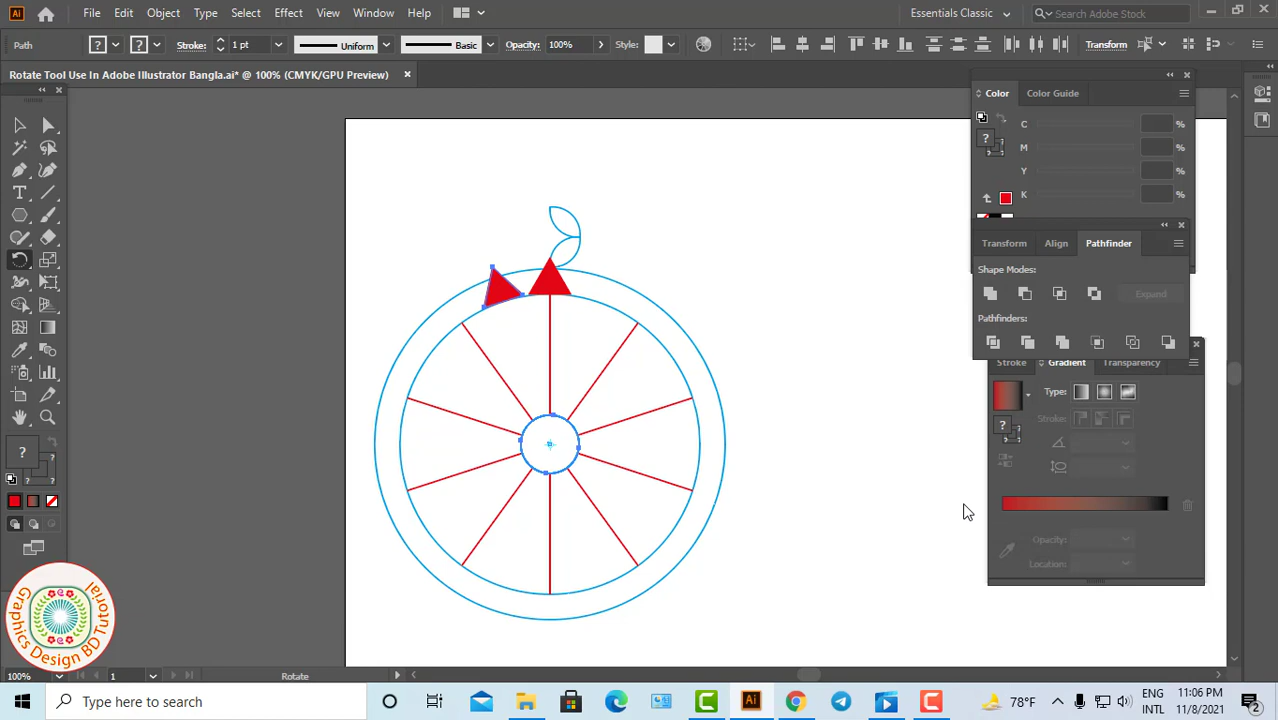 Ai File Edit Object Type Select Effect View Window Help Essentials Classic Search Adobe Stock
Path ? ? Stroke: 1 pt Uniform Basic Opacity: 100% Style: Transform
Rotate Tool Use In Adobe Illustrator Bangla.ai* @ 100% (CMYK/GPU Preview) ×
Color Color Guide
C %
M %
Y %
K %
Transform Align Pathfinder
Shape Modes:
Expand
Pathfinders:
Stroke Gradient Transparency
Type:
Stroke:
Opacity:
Location:
Graphics Design BD Tutorial
100% 1 Rotate
Type here to search
Ai
78°F ENG 11:06 PM
INTL 11/8/2021 2